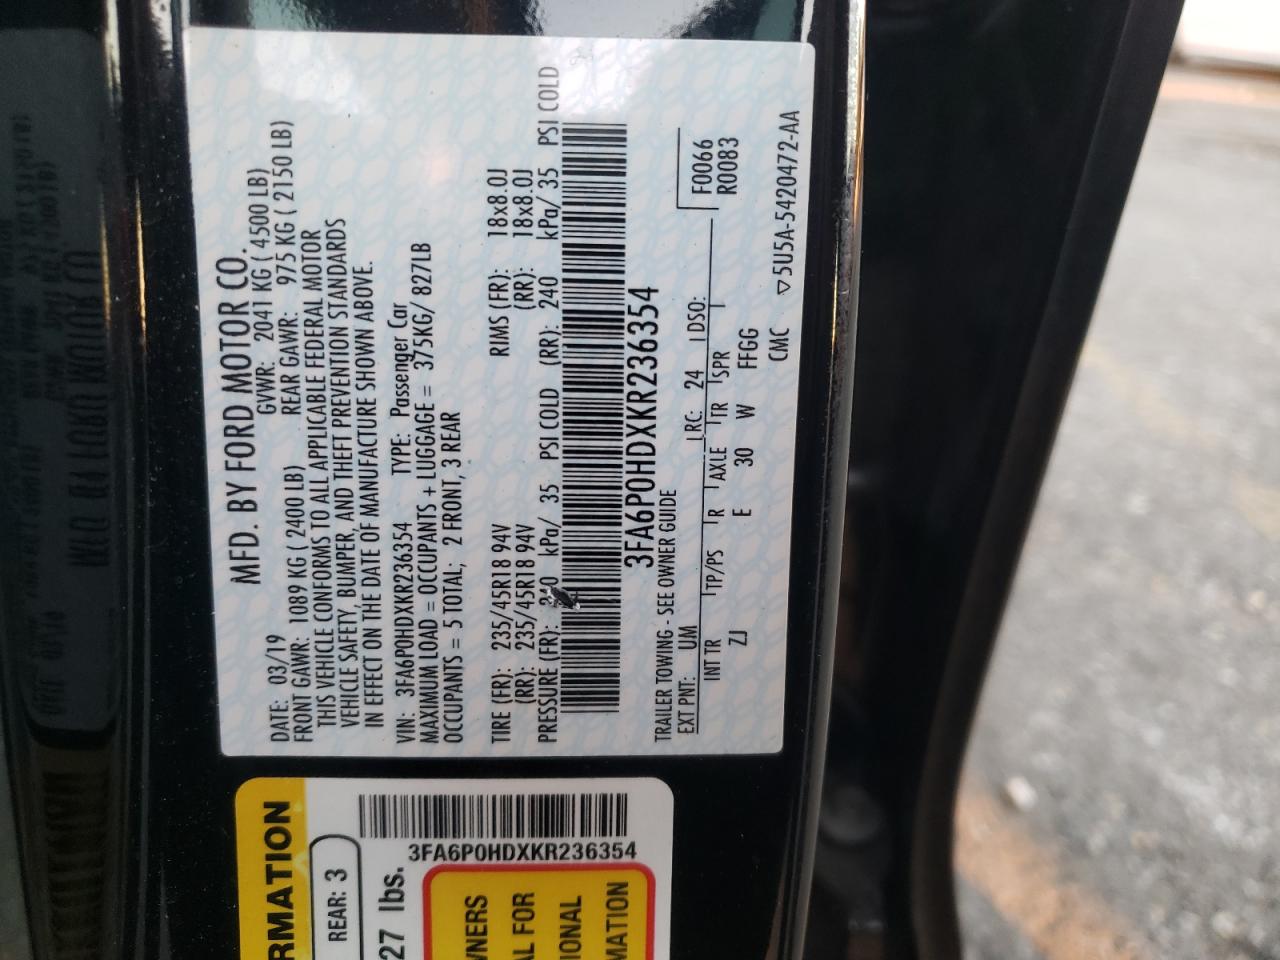 MFD. BY FORD MOTOR CO.
DATE: 03/19 GVWR: 2041 KG ( 4500 LB)
FRONT GAWR: 1089 KG ( 2400 LB) REAR GAWR: 975 KG ( 2150 LB)
THIS VEHICLE CONFORMS TO ALL APPLICABLE FEDERAL MOTOR
VEHICLE SAFETY, BUMPER, AND THEFT PREVENTION STANDARDS
IN EFFECT ON THE DATE OF MANUFACTURE SHOWN ABOVE.
VIN: 3FA6P0HDXKR236354 TYPE: Passenger Car
MAXIMUM LOAD = OCCUPANTS + LUGGAGE = 375KG/ 827LB
OCCUPANTS = 5 TOTAL; 2 FRONT, 3 REAR
TIRE (FR): 235/45R18 94V RIMS (FR): 18x8.0J
(RR): 235/45R18 94V (RR): 18x8.0J
PRESSURE (FR): kPa/ 35 PSI COLD (RR): 240 kPa/ 35 PSI COLD
3FA6P0HDXKR236354
TRAILER TOWING - SEE OWNER GUIDE
EXT PNT: UM RC: 24 DSO: F0066
R0083
INT TR TP/PS R AXLE TR SPR
ZJ E 30 W FFGG
CMC ▽5U5A-5420472-AA
RMATION
REAR: 3
27 lbs.
3FA6P0HDXKR236354
WNERS
AL FOR
IONAL
MATION